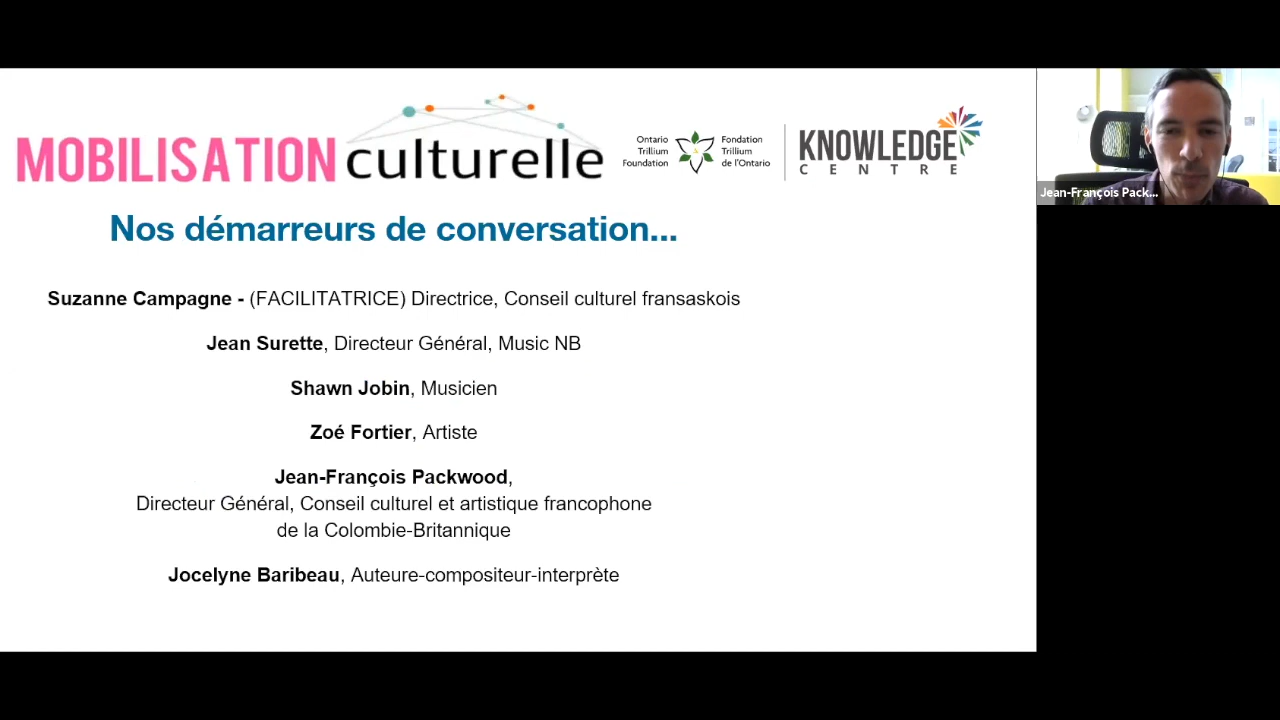 MOBILISATION culturelle
Ontario
Trillium
Foundation
Fondation
Trillium
de l'Ontario
KNOWLEDGE
CENTRE
Jean-François Pack...
Nos démarreurs de conversation...
Suzanne Campagne - (FACILITATRICE) Directrice, Conseil culturel fransaskois
Jean Surette, Directeur Général, Music NB
Shawn Jobin, Musicien
Zoé Fortier, Artiste
Jean-François Packwood,
Directeur Général, Conseil culturel et artistique francophone
de la Colombie-Britannique
Jocelyne Baribeau, Auteure-compositeur-interprète